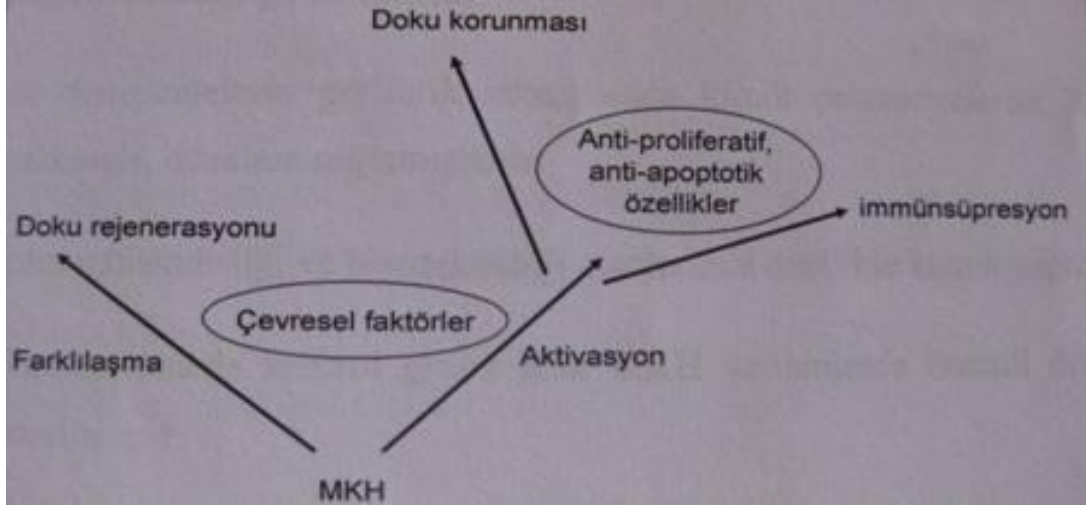 Doku korunması
Anti-proliferatif,
anti-apoptotik
özellikler
immünsüpresyon
Doku rejenerasyonu
Çevresel faktörler
Farklılaşma
Aktivasyon
MKH